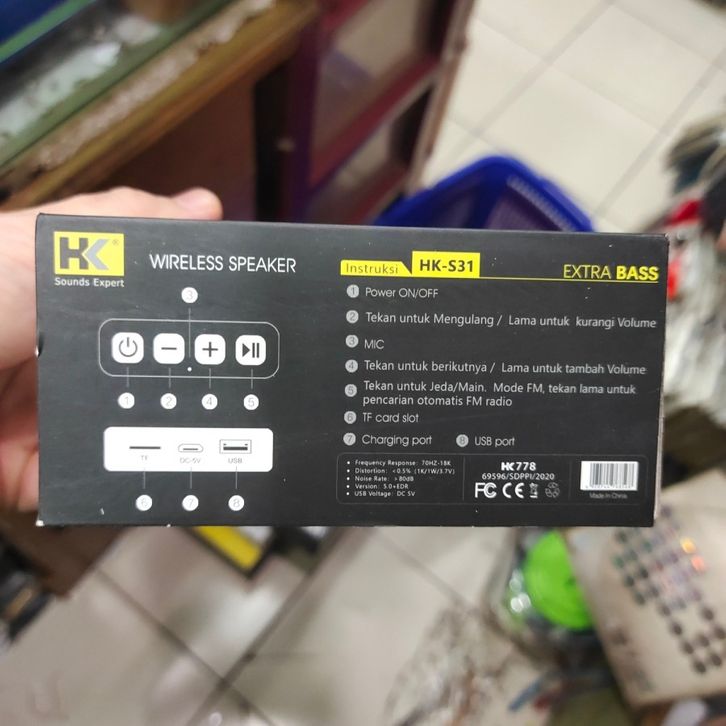 HK®
Sounds Expert
WIRELESS SPEAKER
3
1 2 4 5
TF DC-5V USB
6 7 8
Instruksi HK-S31
EXTRA BASS
1 Power ON/OFF
2 Tekan untuk Mengulang / Lama untuk kurangi Volume
3 MIC
4 Tekan untuk berikutnya / Lama untuk tambah Volume
5 Tekan untuk Jeda/Main. Mode FM, tekan lama untuk
pencarian otomatis FM radio
6 TF card slot
7 Charging port 8 USB port
• Frequency Response: 70HZ-18K
• Distortion: <0.5% (1K/1W/3.7V)
• Noise Rate: >80dB
• Version: 5.0+EDR
• USB Voltage: DC 5V
HK778
69596/SDPPI/2020
FC CE
Made in China